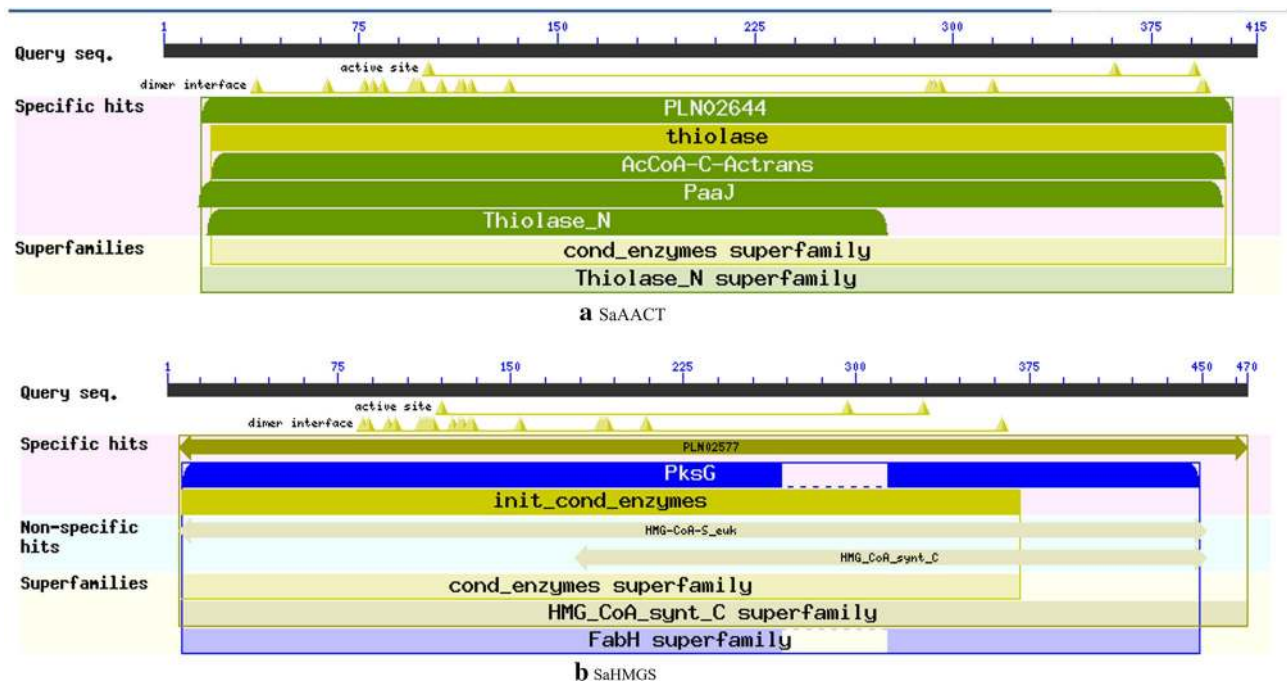 1 75 150 225 300 375 415
Query seq.
active site
dimer interface
Specific hits
PLN02644
thiolase
AcCoA-C-Actrans
PaaJ
Thiolase_N
Superfamilies
cond_enzymes superfamily
Thiolase_N superfamily
a SaAACT
1 75 150 225 300 375 450 470
Query seq.
active site
dimer interface
Specific hits
PLN02577
PksG
init_cond_enzymes
Non-specific
hits
HMG-CoA-S_euk
HMG_CoA_synt_C
Superfamilies
cond_enzymes superfamily
HMG_CoA_synt_C superfamily
FabH superfamily
b SaHMGS